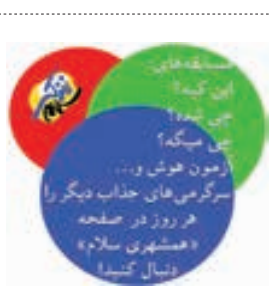 مسابقه‌های:
این کیه؟
چی شده؟
چی میگه؟
آزمون هوش و...
سرگرمی‌های جذاب دیگر را
هر روز در صفحه
«همشهری سلام»
دنبال کنید!